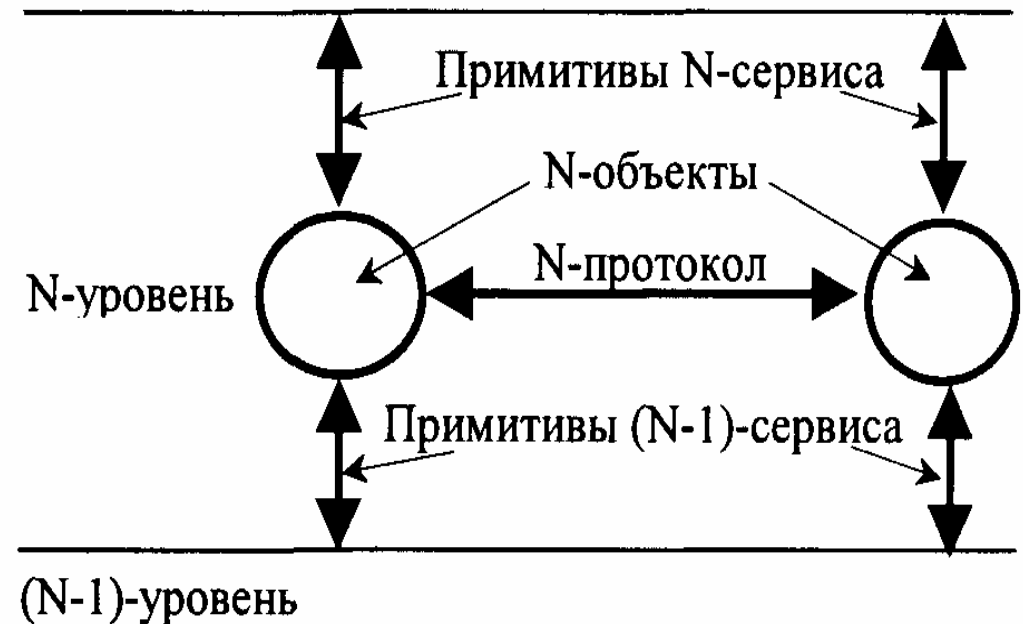 Примитивы N-сервиса
N-объекты
N-протокол
N-уровень
Примитивы (N-1)-сервиса
(N-1)-уровень